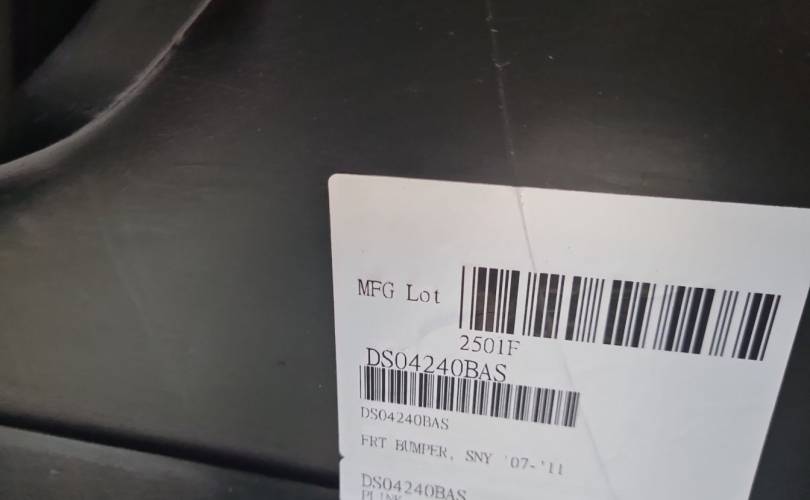 MFG Lot
2501F
DS04240BAS
DS04240BAS
FRT BUMPER, SNY '07-'11
DS04240BAS